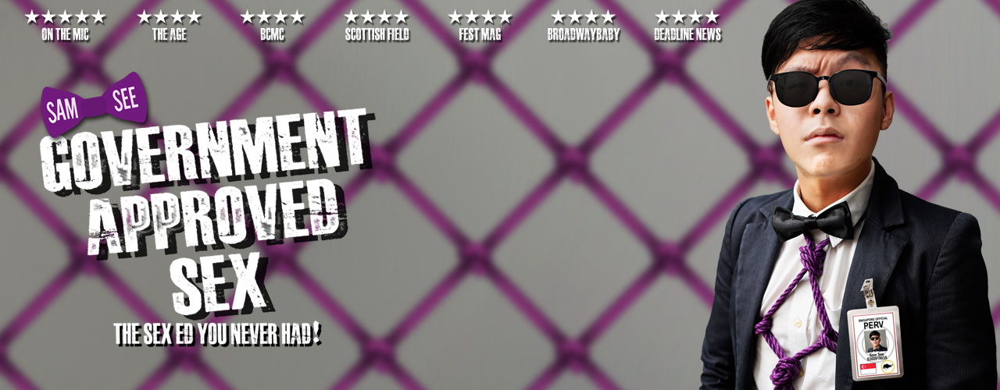 ★★★★★ ★★★★ ★★★★ ★★★★ ★★★★ ★★★★ ★★★★
ON THE MIC THE AGE BCMC SCOTTISH FIELD FEST MAG BROADWAYBABY DEADLINE NEWS
SAM SEE
GOVERNMENT
APPROVED
SEX
THE SEX ED YOU NEVER HAD!
SINGAPORE OFFICIAL
PERV
Sam See